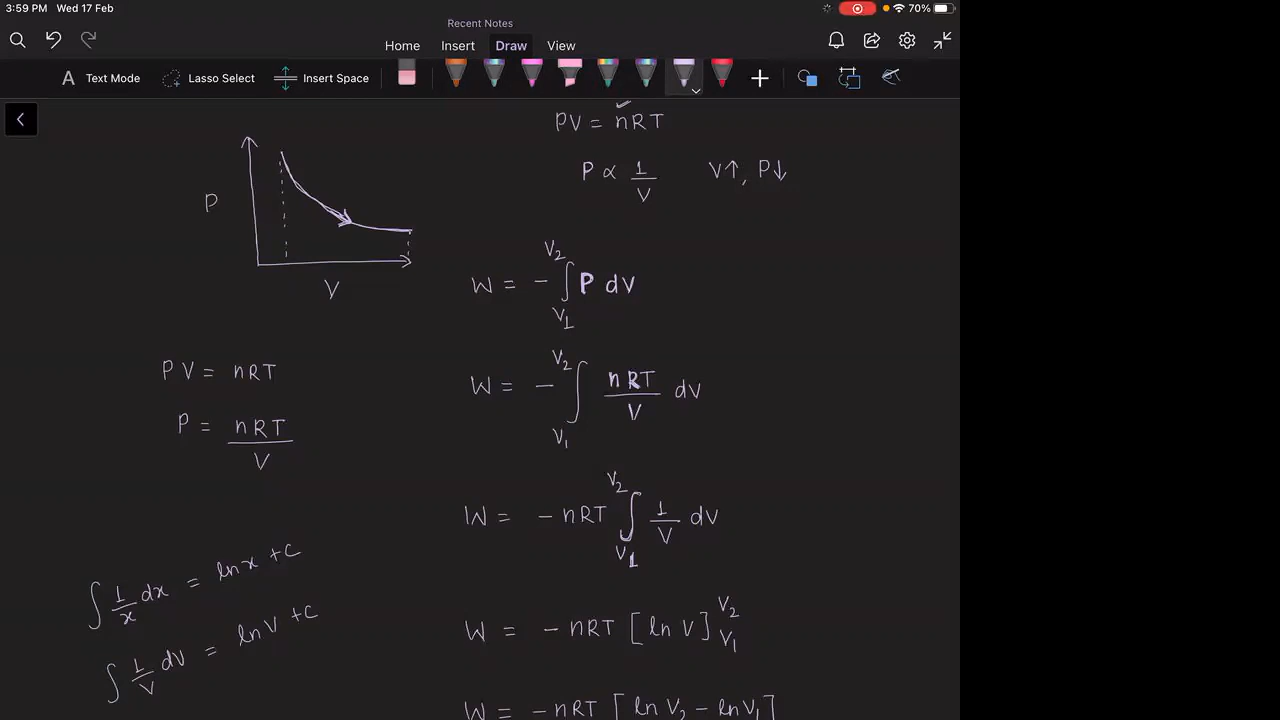 3:59 PM Wed 17 Feb
70%
Recent Notes
Home Insert Draw View
Text Mode Lasso Select Insert Space
PV = nRT
P ∝ 1/V V↑, P↓
P
V
W = - ∫_{V1}^{V2} P dV
PV = nRT
W = - ∫_{V1}^{V2} nRT/V dV
P = nRT/V
W = - nRT ∫_{V1}^{V2} 1/V dV
∫ 1/x dx = ln x + C
∫ 1/V dV = ln V + C
W = - nRT [ln V]_{V1}^{V2}
W = - nRT [ln V2 - ln V1]